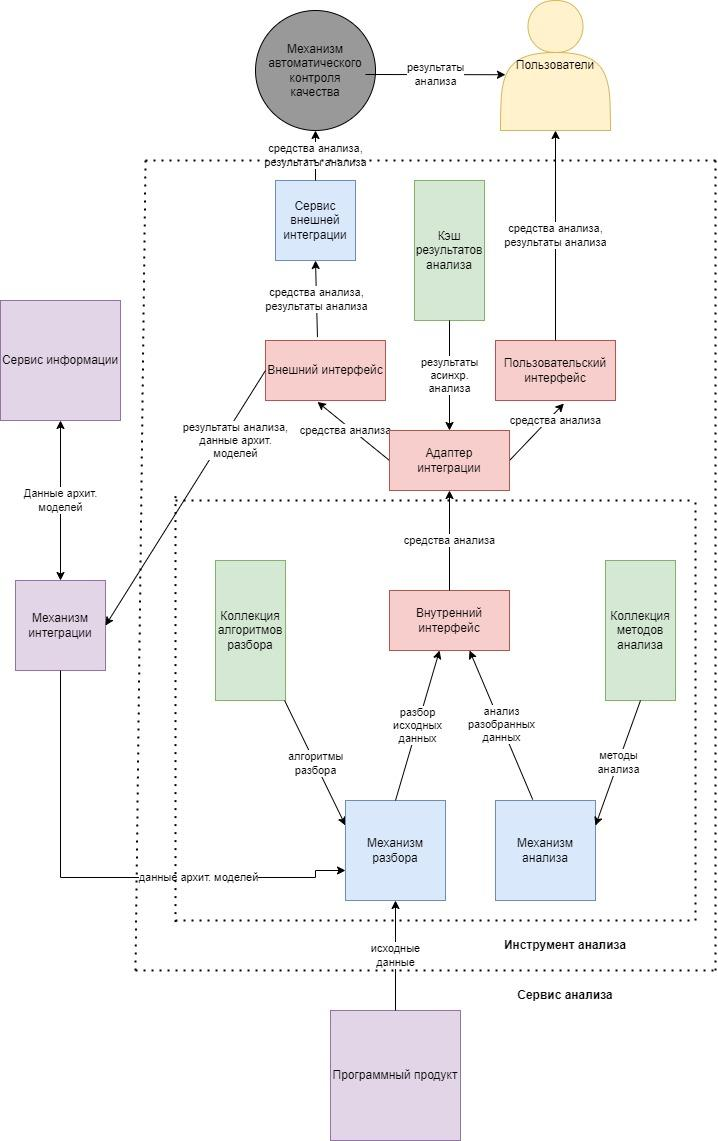 Механизм
автоматического
контроля
качества
результаты
анализа
Пользователи
средства анализа,
результаты анализа
Сервис
внешней
интеграции
Кэш
результатов
анализа
средства анализа,
результаты анализа
средства анализа,
результаты анализа
Сервис информации
Внешний интерфейс
результаты
асинхр.
анализа
Пользовательский
интерфейс
результаты анализа,
данные архит.
моделей
средства анализа
средства анализа
Адаптер
интеграции
Данные архит.
моделей
средства анализа
Механизм
интеграции
Коллекция
алгоритмов
разбора
Внутренний
интерфейс
Коллекция
методов
анализа
разбор
исходных
данных
анализ
разобранных
данных
алгоритмы
разбора
методы
анализа
Механизм
разбора
Механизм
анализа
данные архит. моделей
исходные
данные
Инструмент анализа
Сервис анализа
Программный продукт